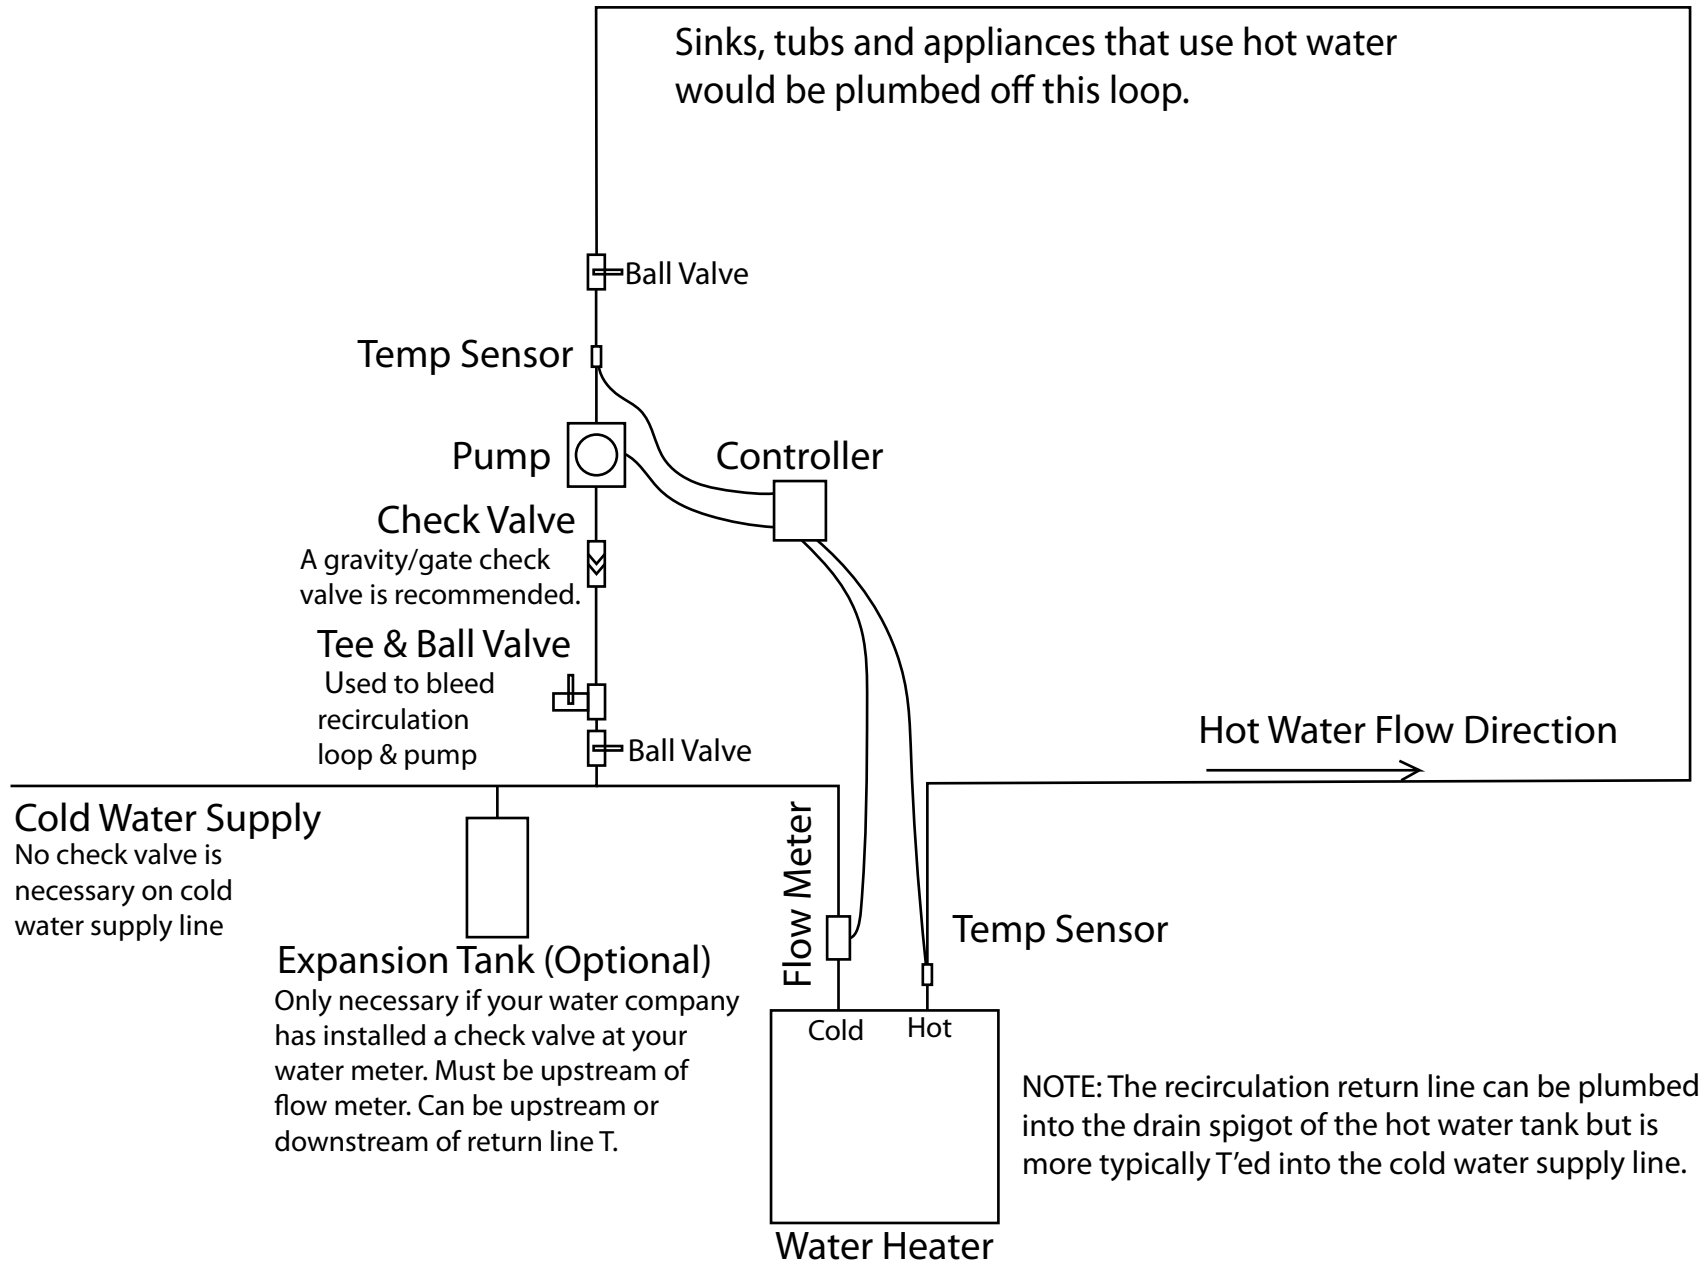 Sinks, tubs and appliances that use hot water
would be plumbed off this loop.
Ball Valve
Temp Sensor
Pump
Controller
Check Valve
A gravity/gate check
valve is recommended.
Tee & Ball Valve
Used to bleed
recirculation
loop & pump
Ball Valve
Hot Water Flow Direction
Cold Water Supply
No check valve is
necessary on cold
water supply line
Flow Meter
Temp Sensor
Expansion Tank (Optional)
Only necessary if your water company
has installed a check valve at your
water meter. Must be upstream of
flow meter. Can be upstream or
downstream of return line T.
Cold
Hot
NOTE: The recirculation return line can be plumbed
into the drain spigot of the hot water tank but is
more typically T’ed into the cold water supply line.
Water Heater